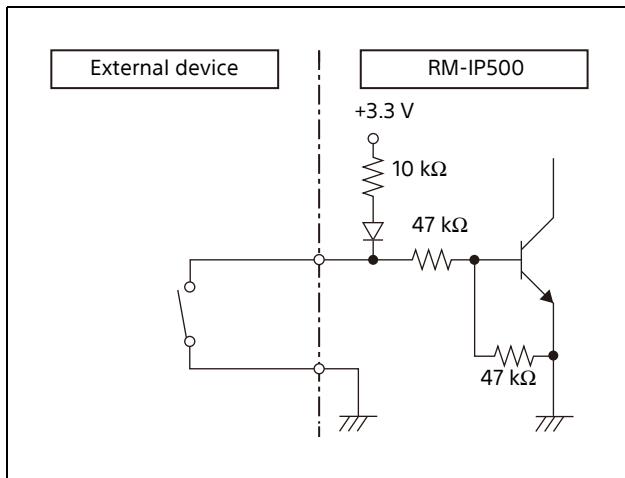 External device
RM-IP500
+3.3 V
10 kΩ
47 kΩ
47 kΩ